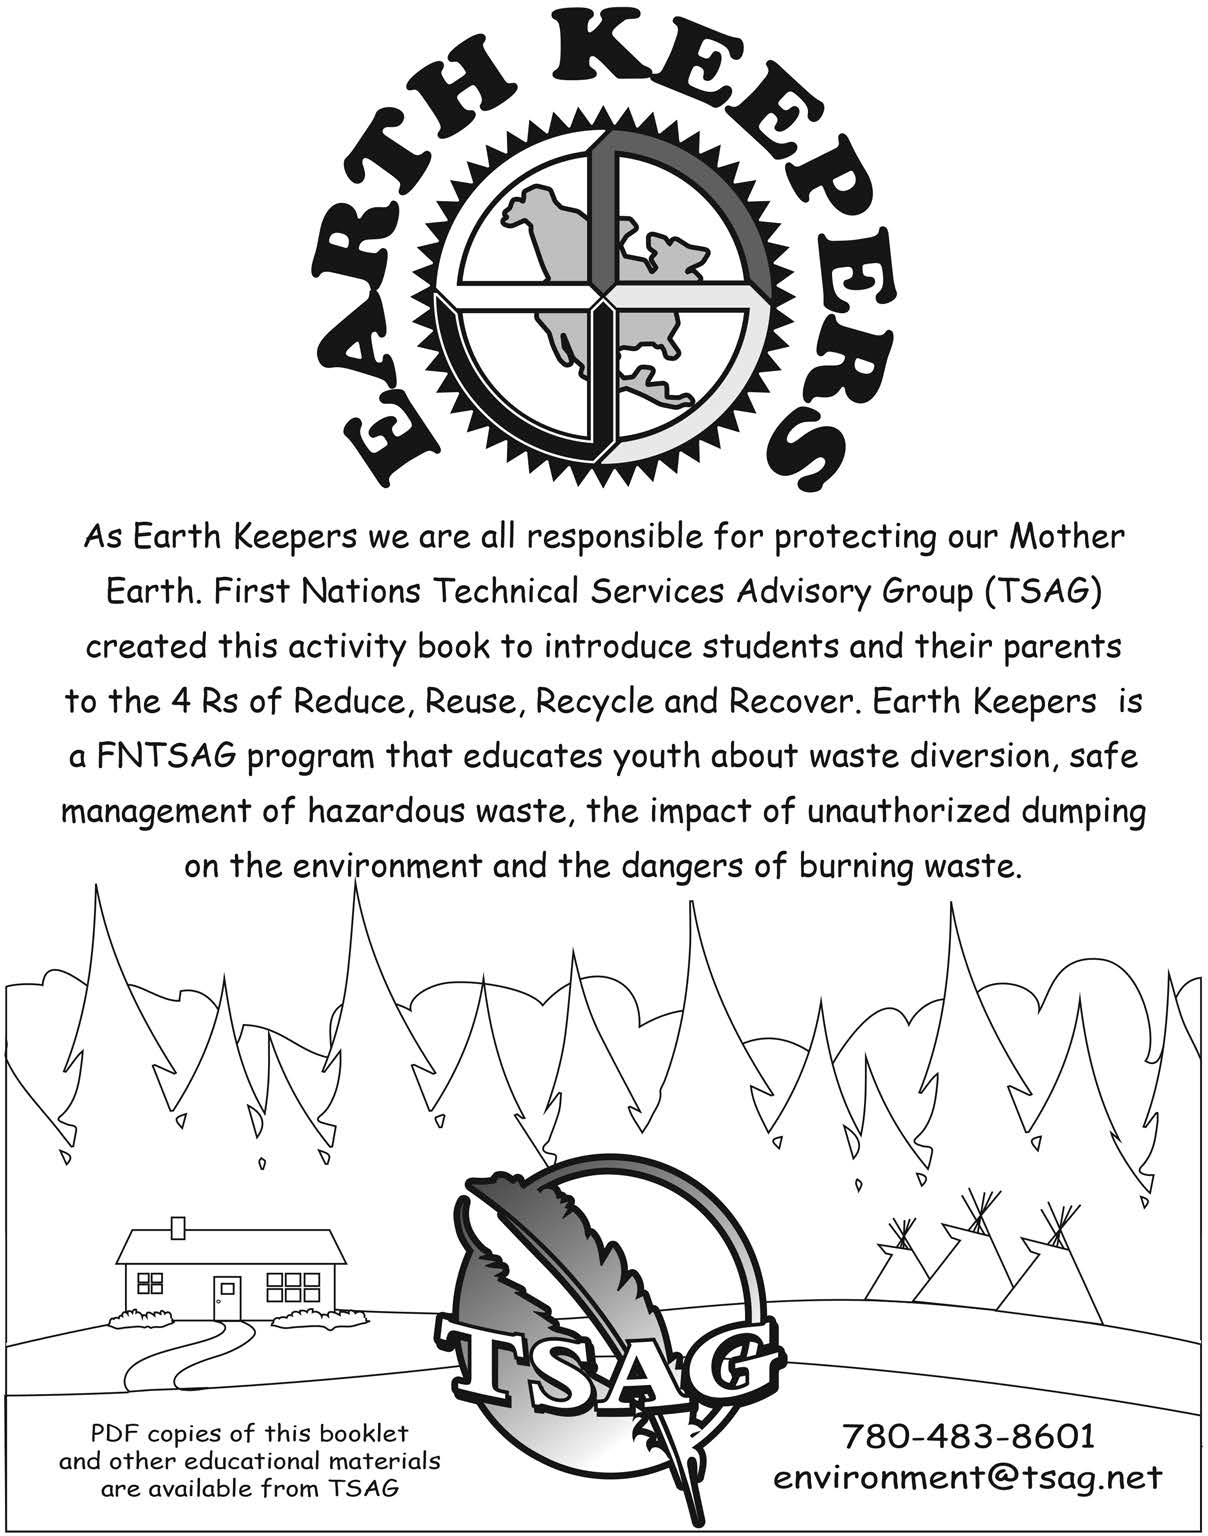 EARTH KEEPERS
As Earth Keepers we are all responsible for protecting our Mother
Earth. First Nations Technical Services Advisory Group (TSAG)
created this activity book to introduce students and their parents
to the 4 Rs of Reduce, Reuse, Recycle and Recover. Earth Keepers is
a FNTSAG program that educates youth about waste diversion, safe
management of hazardous waste, the impact of unauthorized dumping
on the environment and the dangers of burning waste.
TSAG
PDF copies of this booklet
and other educational materials
are available from TSAG
780-483-8601
environment@tsag.net